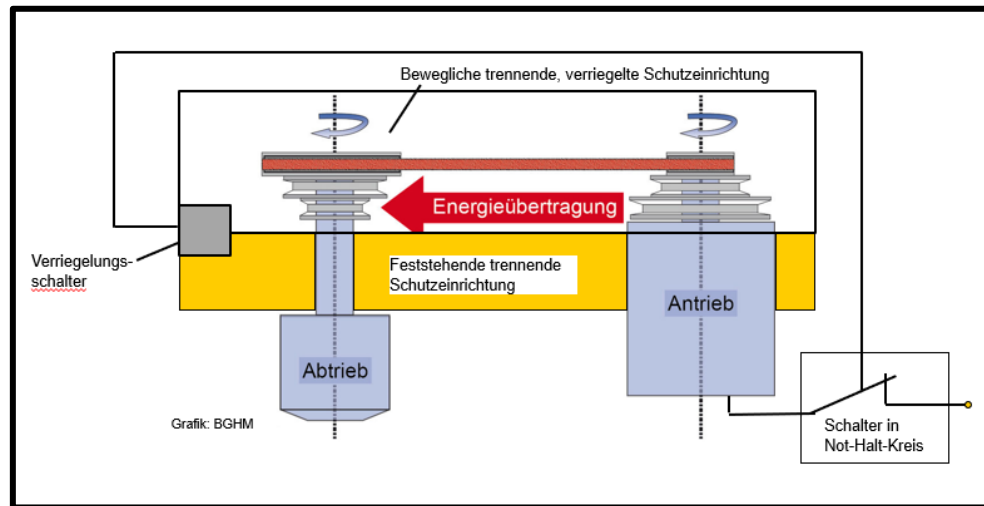 Bewegliche trennende, verriegelte Schutzeinrichtung
Energieübertragung
Verriegelungs-
schalter
Feststehende trennende
Schutzeinrichtung
Antrieb
Abtrieb
Grafik: BGHM
Schalter in
Not-Halt-Kreis